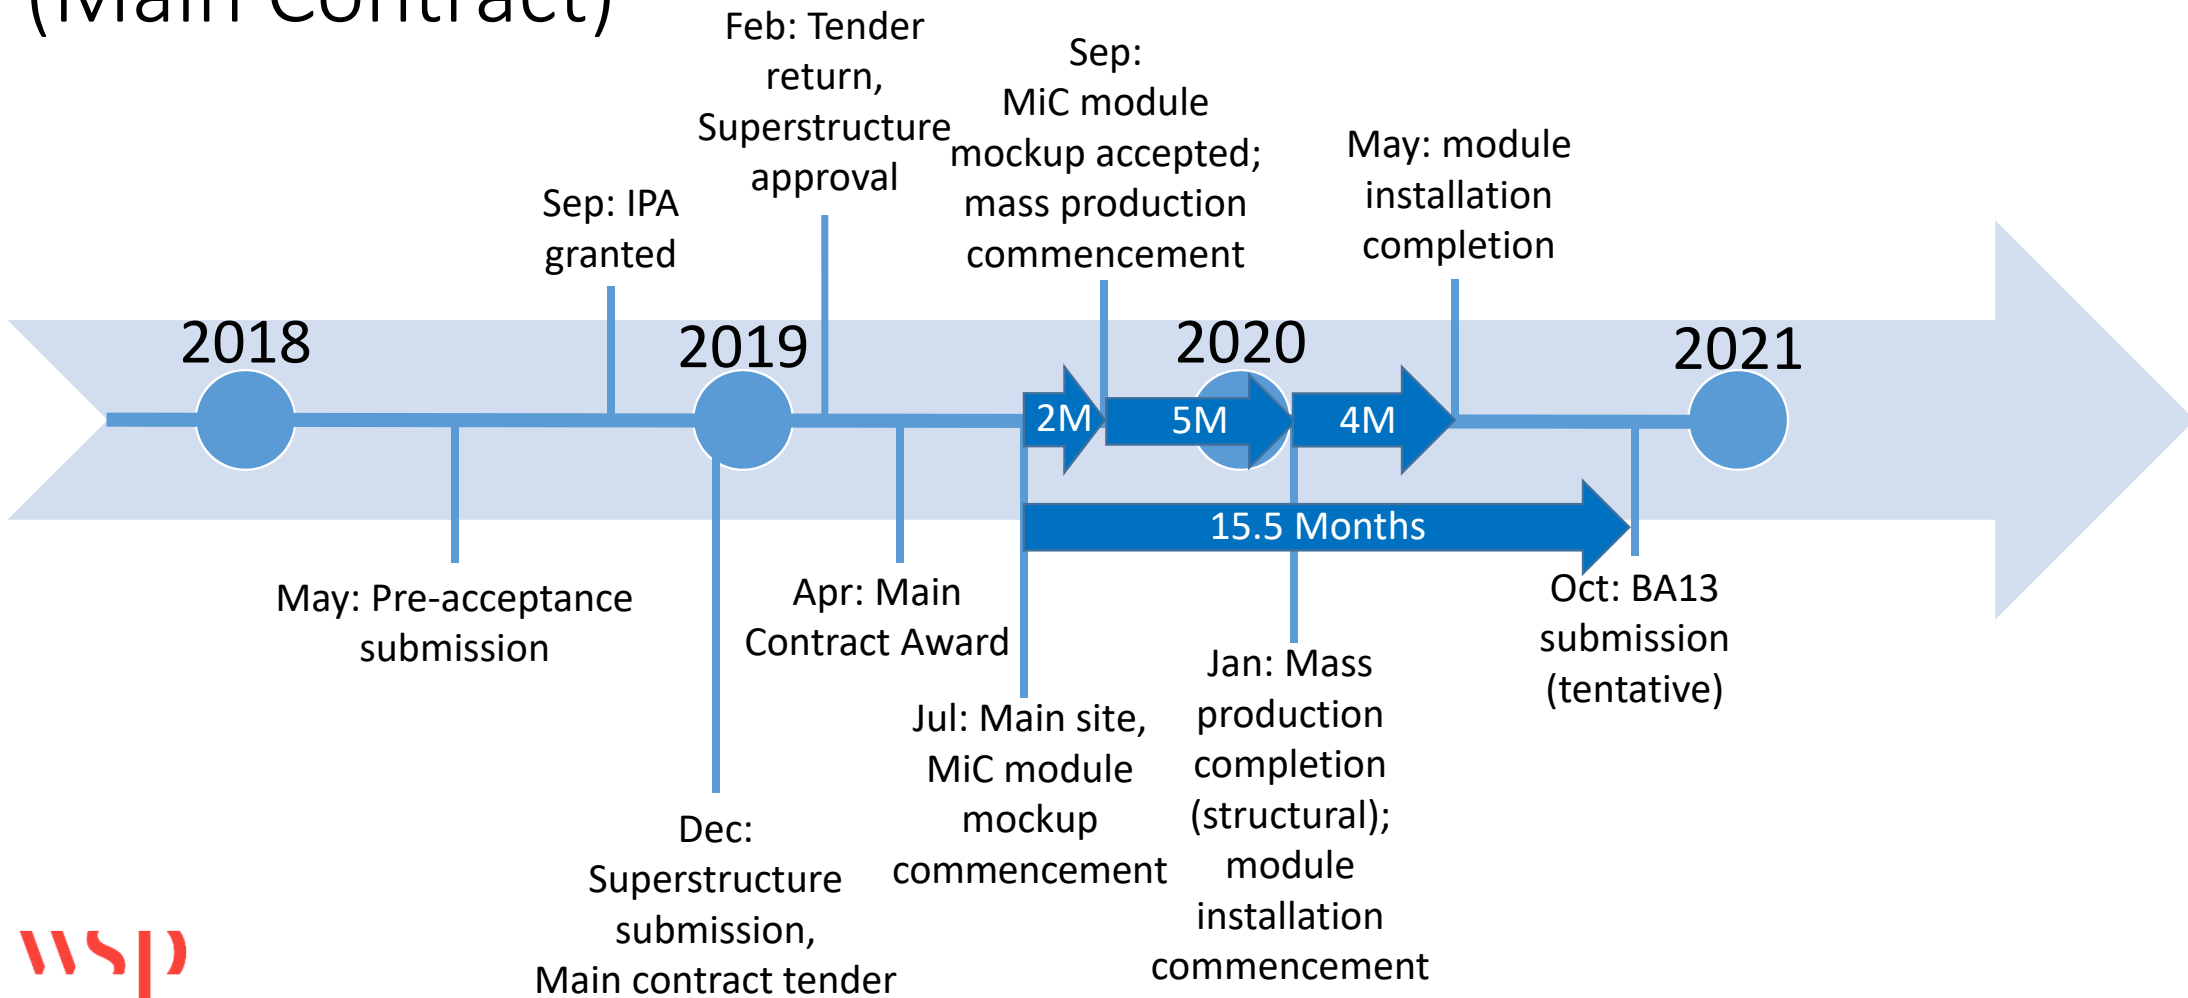 (Main Contract)
Feb: Tender
return,
Superstructure
approval
Sep:
MiC module
mockup accepted;
mass production
commencement
May: module
installation
completion
Sep: IPA
granted
2018
2019
2020
2021
2M
5M
4M
15.5 Months
May: Pre-acceptance
submission
Apr: Main
Contract Award
Oct: BA13
submission
(tentative)
Jul: Main site,
MiC module
mockup
commencement
Jan: Mass
production
completion
(structural);
module
installation
commencement
Dec:
Superstructure
submission,
Main contract tender
wsp